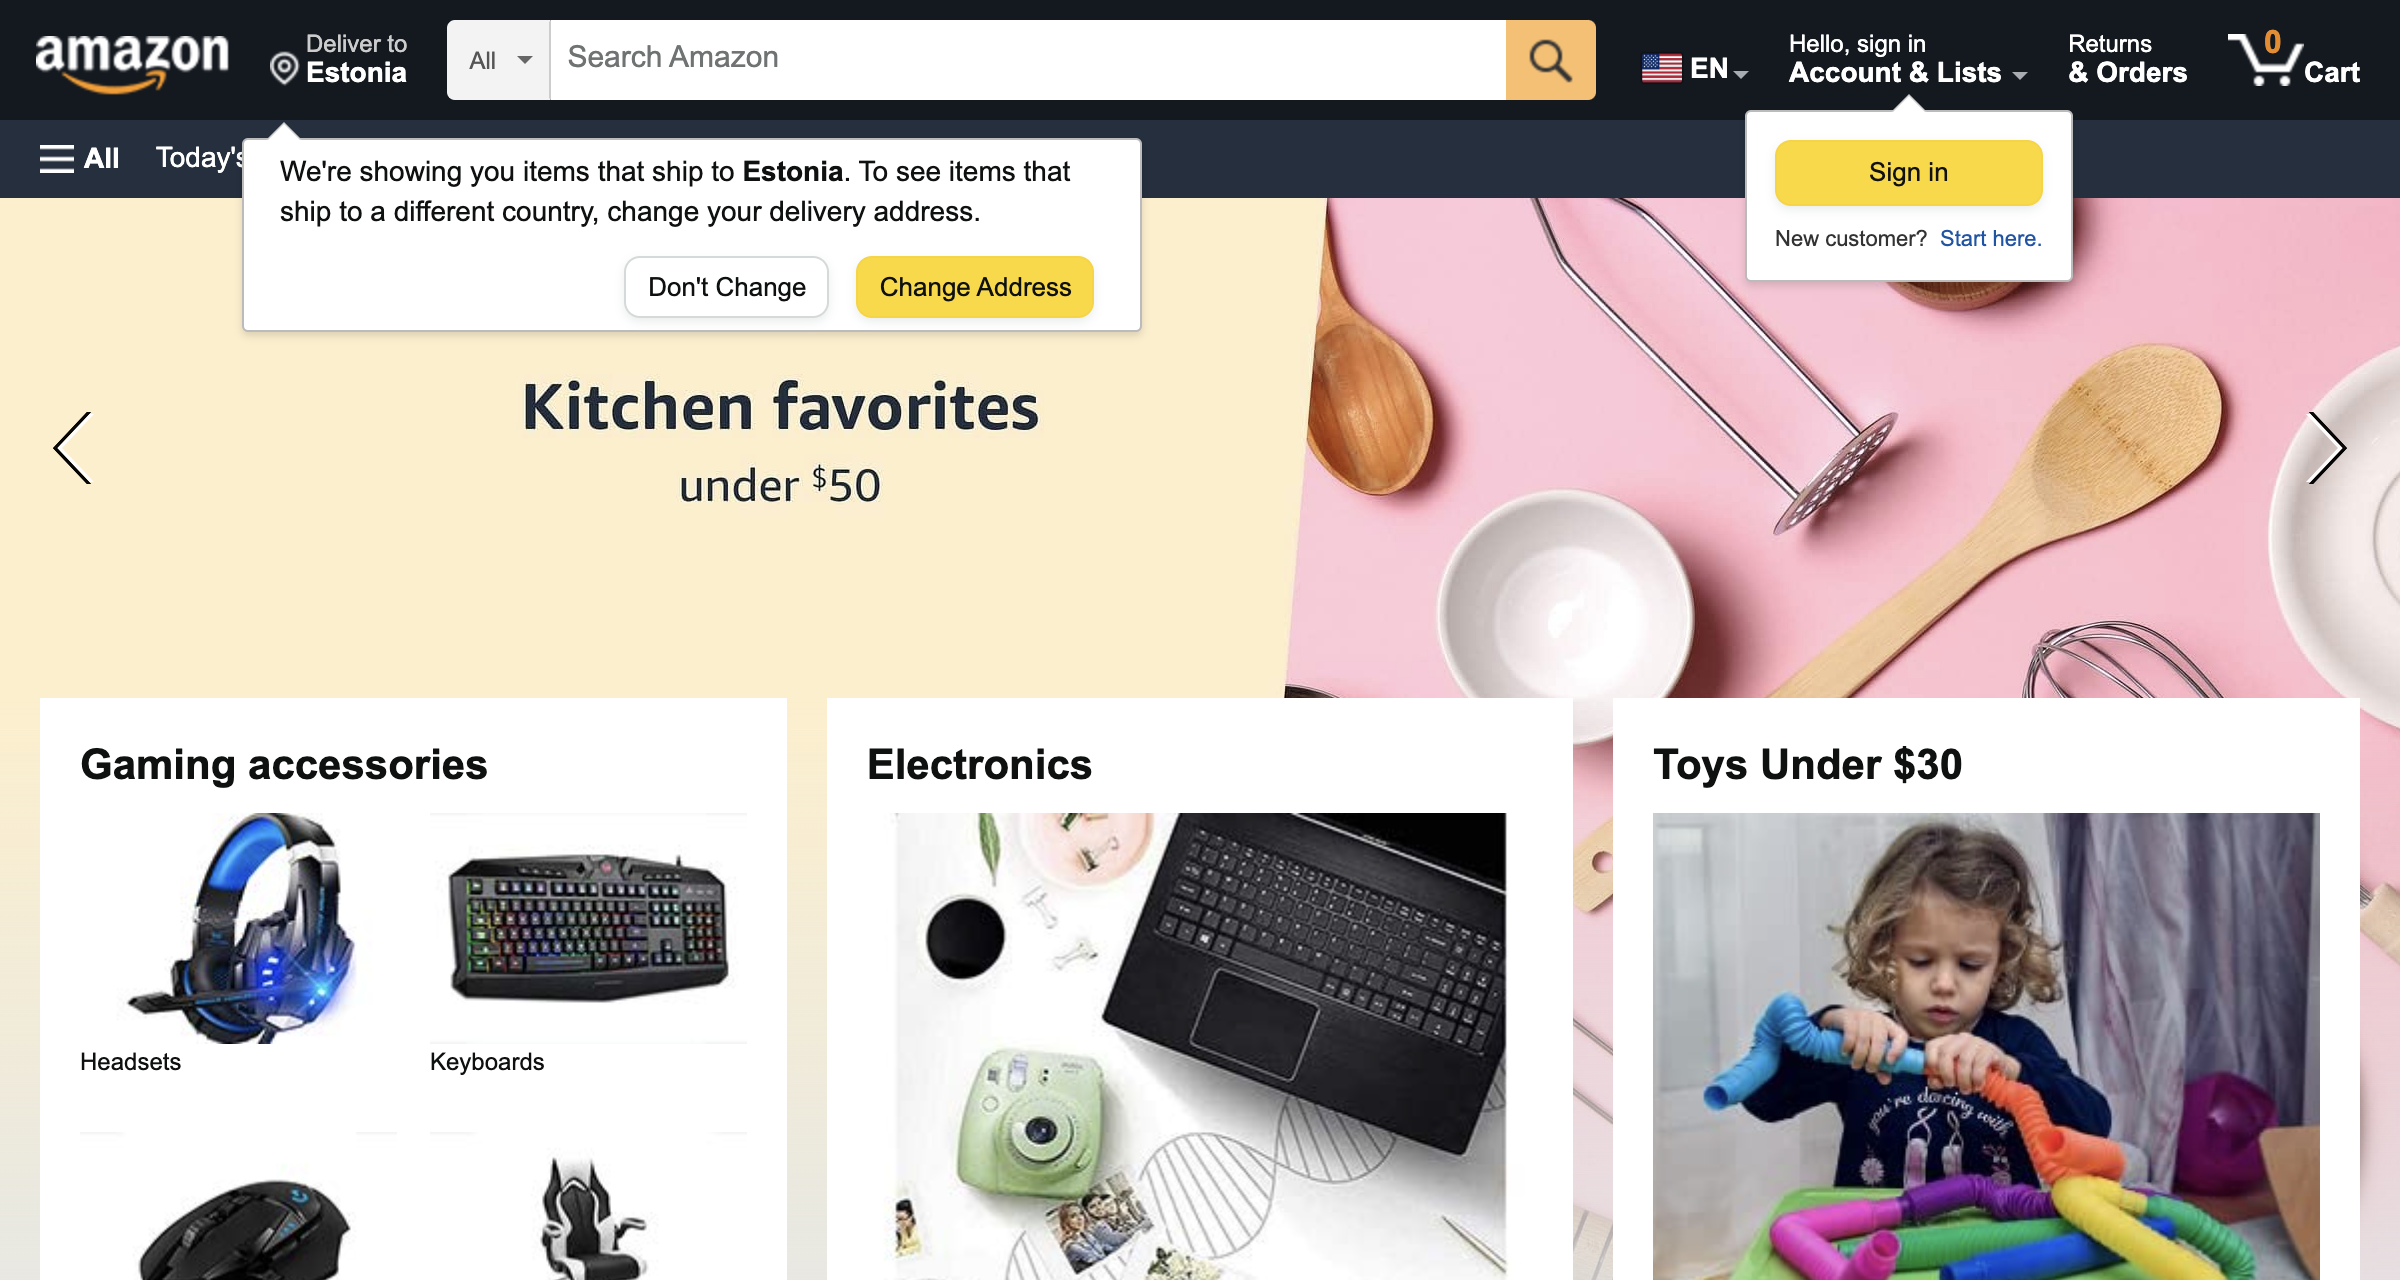 amazon
Deliver to
Estonia
All
Search Amazon
EN
Hello, sign in
Account & Lists
Returns
& Orders
0
Cart
All
Today's
We're showing you items that ship to Estonia. To see items that
ship to a different country, change your delivery address.
Don't Change
Change Address
Sign in
New customer? Start here.
Kitchen favorites
under $50
Gaming accessories
Headsets
Keyboards
Electronics
Toys Under $30
you're dancing with